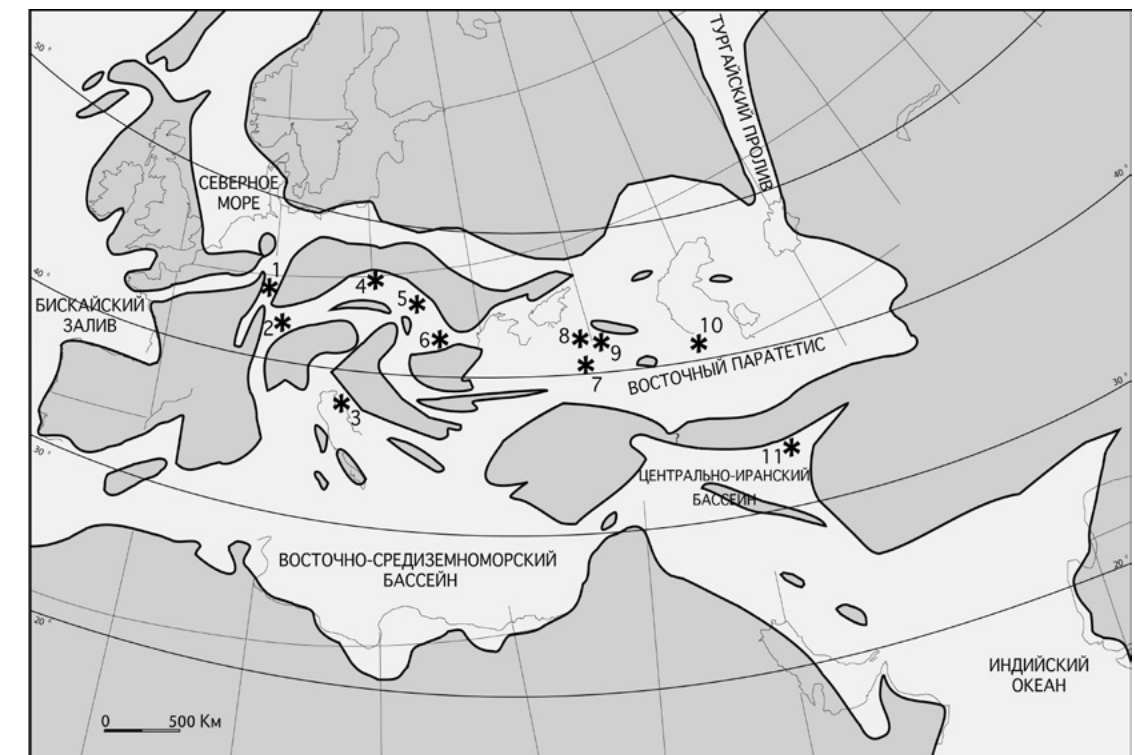 50°
ТУРГАЙСКИЙ ПРОЛИВ
СЕВЕРНОЕ
МОРЕ
40°
40°
БИСКАЙСКИЙ
ЗАЛИВ
1
2
3
4
5
6
8
9
7
10
ВОСТОЧНЫЙ ПАРАТЕТИС
30°
30°
11
ЦЕНТРАЛЬНО-ИРАНСКИЙ
БАССЕЙН
ВОСТОЧНО-СРЕДИЗЕМНОМОРСКИЙ
БАССЕЙН
20°
20°
ИНДИЙСКИЙ
ОКЕАН
0 500 Км